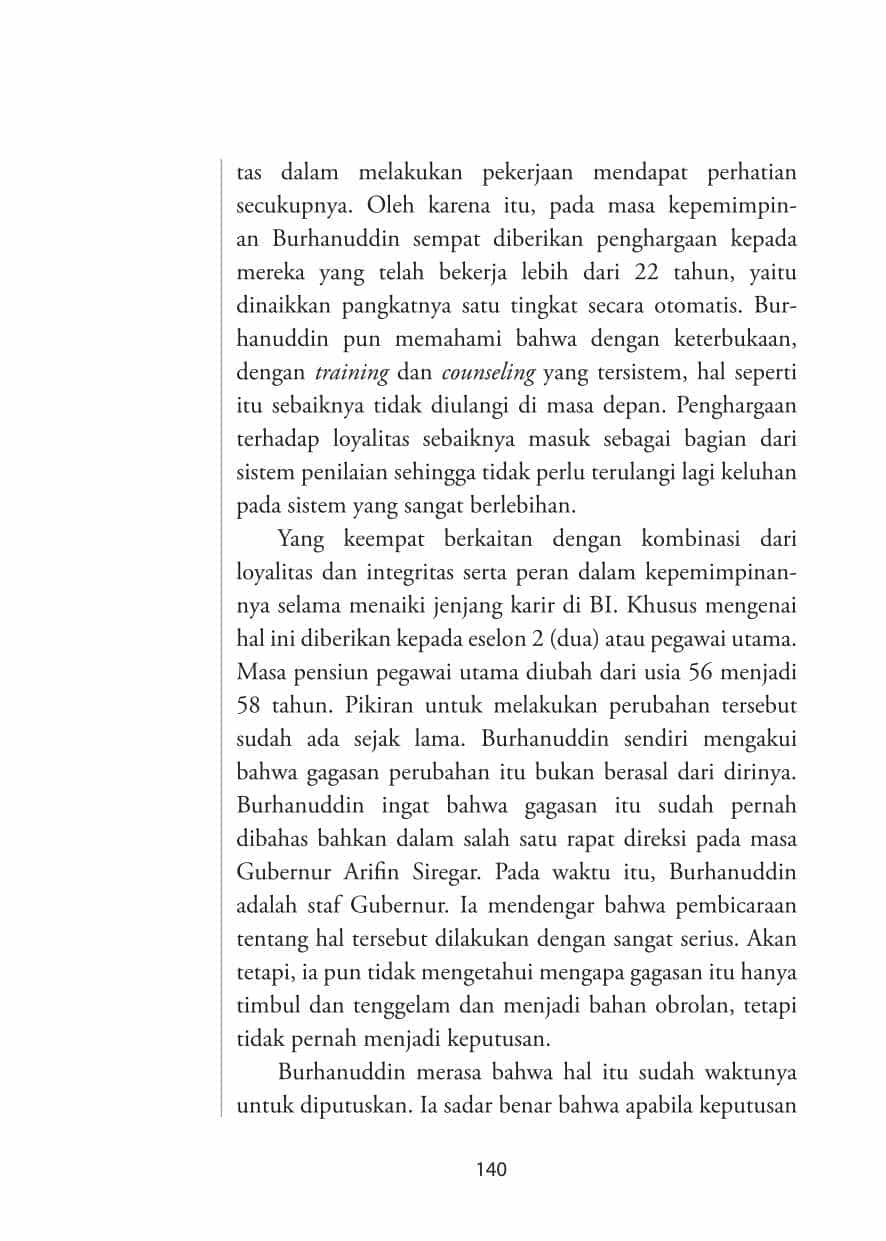 tas dalam melakukan pekerjaan mendapat perhatian
secukupnya. Oleh karena itu, pada masa kepemimpin-
an Burhanuddin sempat diberikan penghargaan kepada
mereka yang telah bekerja lebih dari 22 tahun, yaitu
dinaikkan pangkatnya satu tingkat secara otomatis. Bur-
hanuddin pun memahami bahwa dengan keterbukaan,
dengan training dan counseling yang tersistem, hal seperti
itu sebaiknya tidak diulangi di masa depan. Penghargaan
terhadap loyalitas sebaiknya masuk sebagai bagian dari
sistem penilaian sehingga tidak perlu terulangi lagi keluhan
pada sistem yang sangat berlebihan.
Yang keempat berkaitan dengan kombinasi dari
loyalitas dan integritas serta peran dalam kepemimpinan-
nya selama menaiki jenjang karir di BI. Khusus mengenai
hal ini diberikan kepada eselon 2 (dua) atau pegawai utama.
Masa pensiun pegawai utama diubah dari usia 56 menjadi
58 tahun. Pikiran untuk melakukan perubahan tersebut
sudah ada sejak lama. Burhanuddin sendiri mengakui
bahwa gagasan perubahan itu bukan berasal dari dirinya.
Burhanuddin ingat bahwa gagasan itu sudah pernah
dibahas bahkan dalam salah satu rapat direksi pada masa
Gubernur Arifin Siregar. Pada waktu itu, Burhanuddin
adalah staf Gubernur. Ia mendengar bahwa pembicaraan
tentang hal tersebut dilakukan dengan sangat serius. Akan
tetapi, ia pun tidak mengetahui mengapa gagasan itu hanya
timbul dan tenggelam dan menjadi bahan obrolan, tetapi
tidak pernah menjadi keputusan.
Burhanuddin merasa bahwa hal itu sudah waktunya
untuk diputuskan. Ia sadar benar bahwa apabila keputusan
140